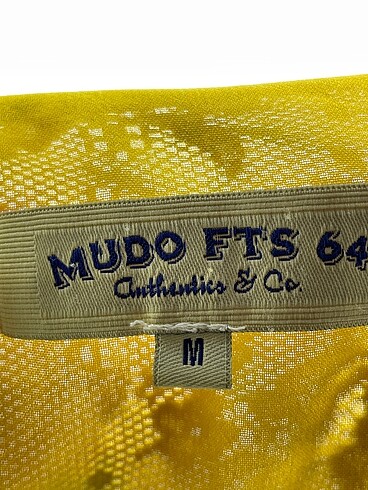 MUDO FTS 64
Authentics & Co.
M